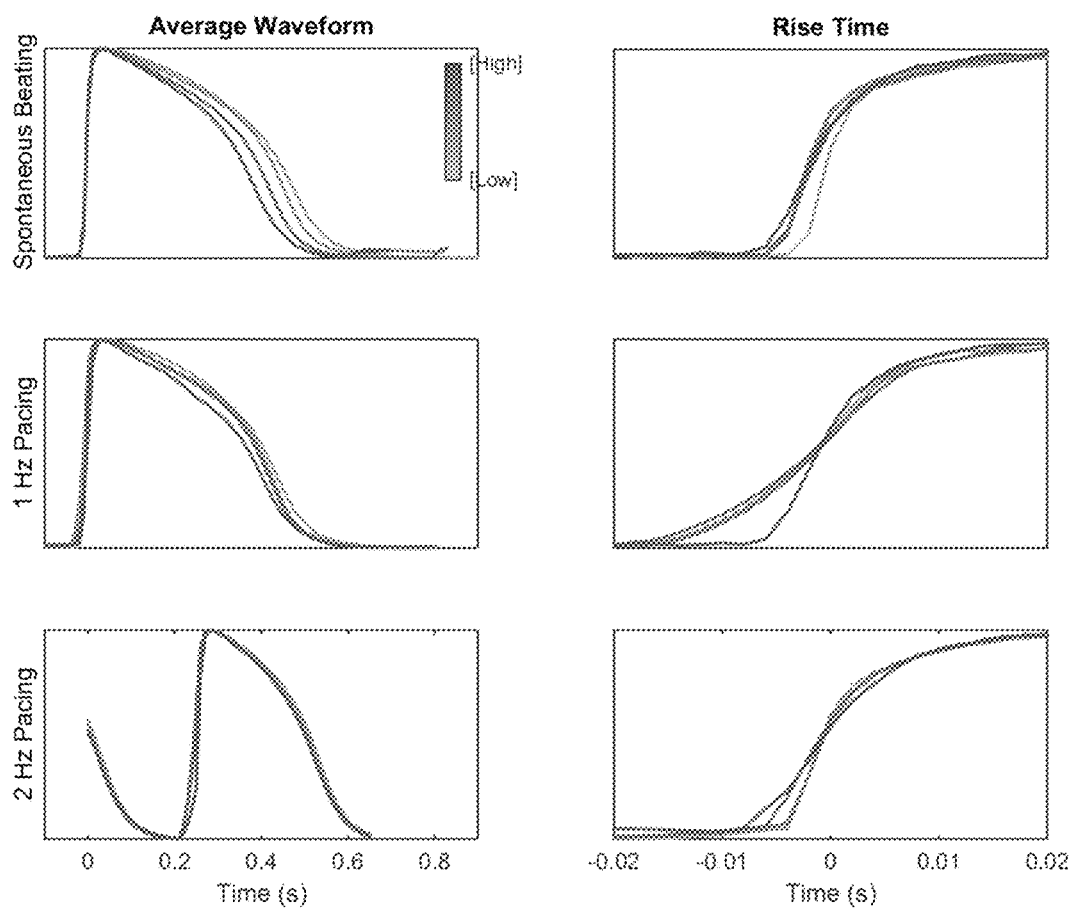 Average Waveform
Rise Time
Spontaneous Beating
[High]
[Low]
1 Hz Pacing
2 Hz Pacing
0 0.2 0.4 0.6 0.8
-0.02 -0.01 0 0.01 0.02
Time (s)
Time (s)